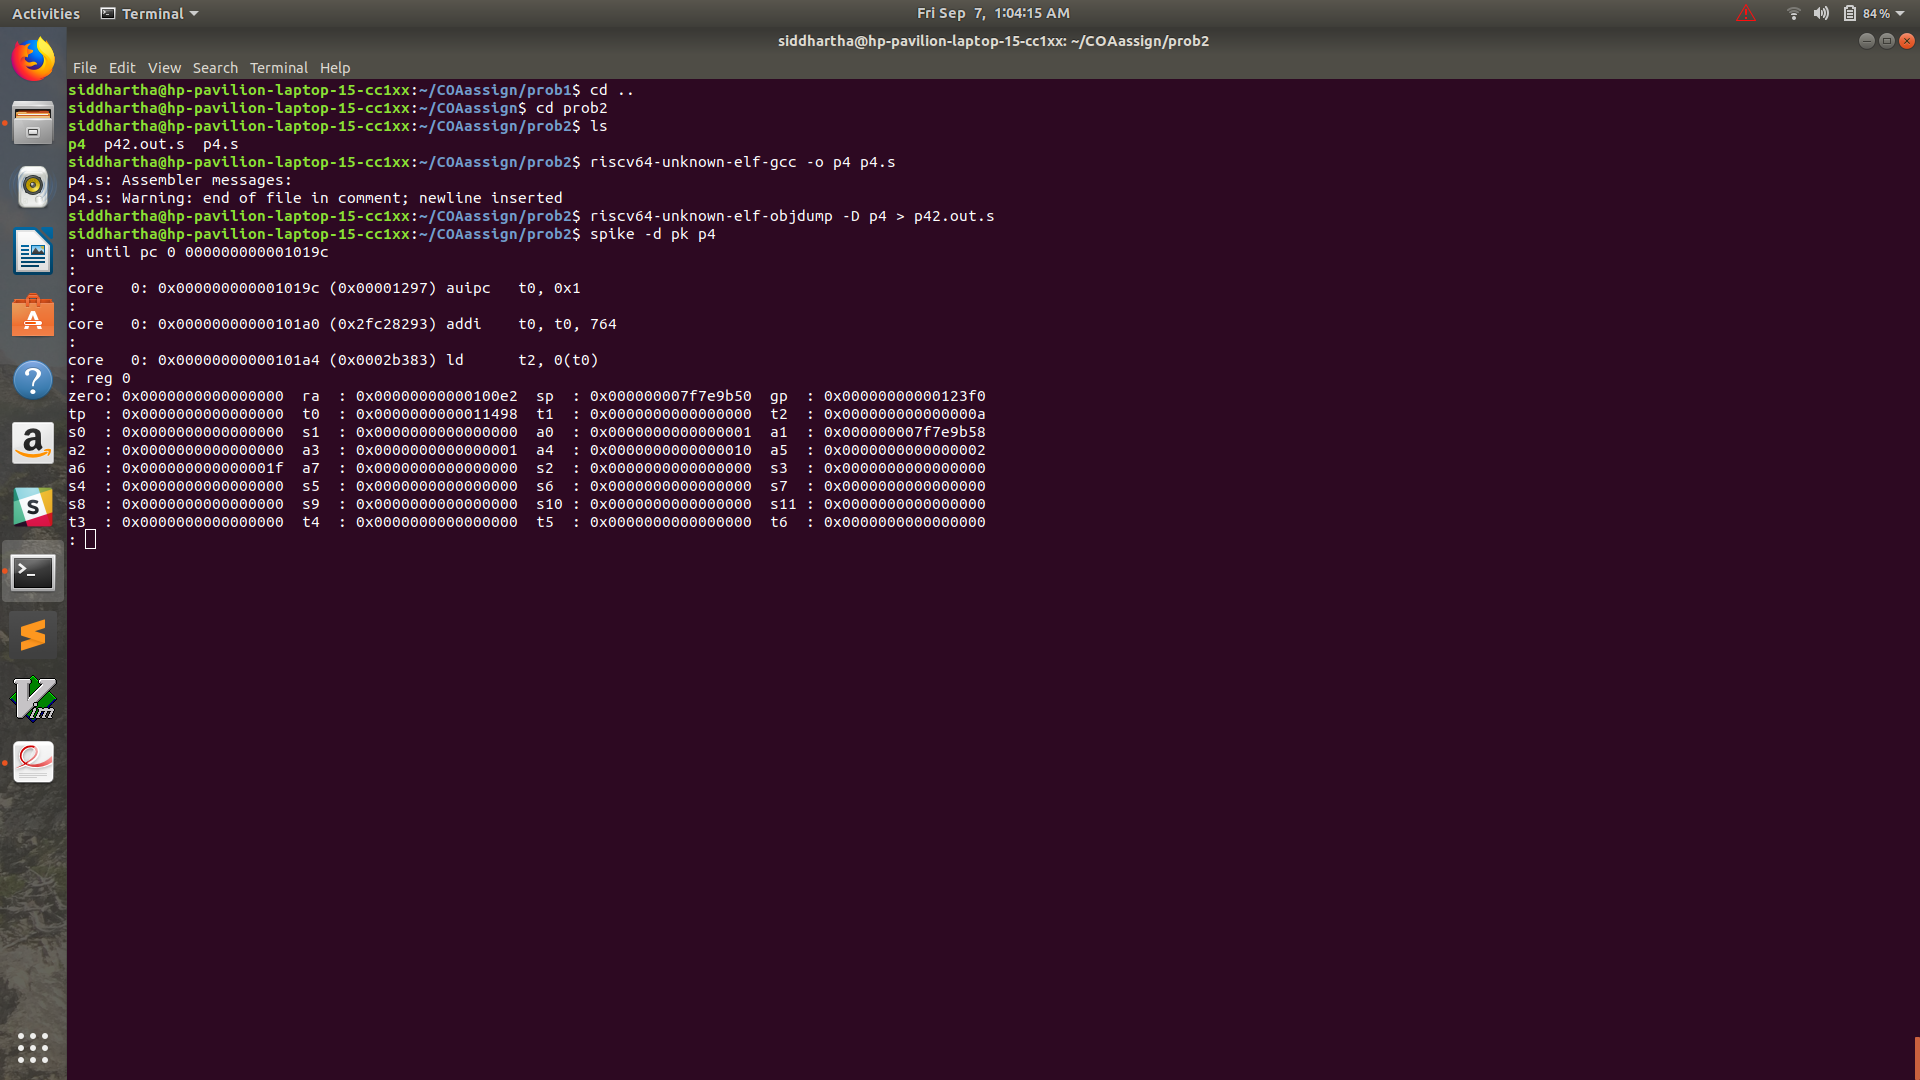 Activities Terminal Fri Sep 7, 1:04:15 AM 84%
siddhartha@hp-pavilion-laptop-15-cc1xx: ~/COAassign/prob2
File Edit View Search Terminal Help
siddhartha@hp-pavilion-laptop-15-cc1xx:~/COAassign/prob1$ cd ..
siddhartha@hp-pavilion-laptop-15-cc1xx:~/COAassign$ cd prob2
siddhartha@hp-pavilion-laptop-15-cc1xx:~/COAassign/prob2$ ls
p4  p42.out.s  p4.s
siddhartha@hp-pavilion-laptop-15-cc1xx:~/COAassign/prob2$ riscv64-unknown-elf-gcc -o p4 p4.s
p4.s: Assembler messages:
p4.s: Warning: end of file in comment; newline inserted
siddhartha@hp-pavilion-laptop-15-cc1xx:~/COAassign/prob2$ riscv64-unknown-elf-objdump -D p4 > p42.out.s
siddhartha@hp-pavilion-laptop-15-cc1xx:~/COAassign/prob2$ spike -d pk p4
: until pc 0 000000000001019c
:
core   0: 0x000000000001019c (0x00001297) auipc   t0, 0x1
:
core   0: 0x00000000000101a0 (0x2fc28293) addi    t0, t0, 764
:
core   0: 0x00000000000101a4 (0x0002b383) ld      t2, 0(t0)
: reg 0
zero: 0x0000000000000000  ra  : 0x00000000000100e2  sp  : 0x000000007f7e9b50  gp  : 0x00000000000123f0
tp  : 0x0000000000000000  t0  : 0x0000000000011498  t1  : 0x0000000000000000  t2  : 0x000000000000000a
s0  : 0x0000000000000000  s1  : 0x0000000000000000  a0  : 0x0000000000000001  a1  : 0x000000007f7e9b58
a2  : 0x0000000000000000  a3  : 0x0000000000000001  a4  : 0x0000000000000010  a5  : 0x0000000000000002
a6  : 0x000000000000001f  a7  : 0x0000000000000000  s2  : 0x0000000000000000  s3  : 0x0000000000000000
s4  : 0x0000000000000000  s5  : 0x0000000000000000  s6  : 0x0000000000000000  s7  : 0x0000000000000000
s8  : 0x0000000000000000  s9  : 0x0000000000000000  s10 : 0x0000000000000000  s11 : 0x0000000000000000
t3  : 0x0000000000000000  t4  : 0x0000000000000000  t5  : 0x0000000000000000  t6  : 0x0000000000000000
: